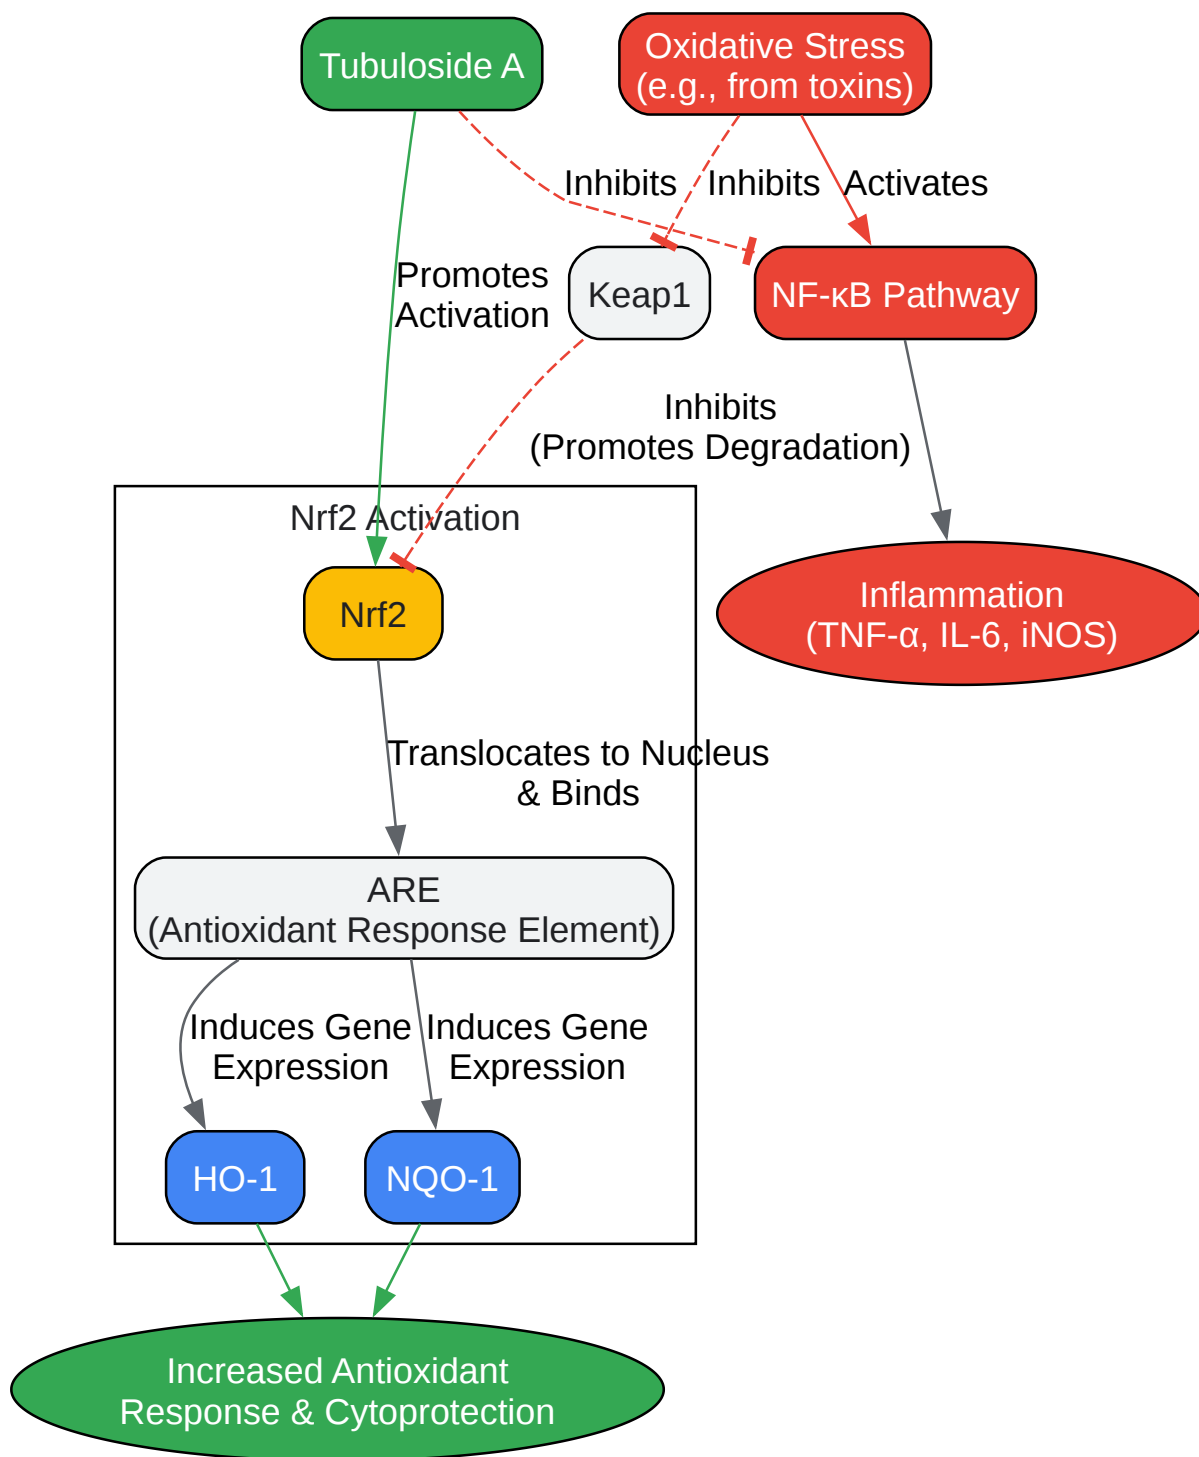 Tubuloside A
Oxidative Stress
(e.g., from toxins)
Inhibits
Inhibits
Activates
Promotes
Activation
Keap1
NF-κB Pathway
Inhibits
(Promotes Degradation)
Nrf2 Activation
Nrf2
Inflammation
(TNF-α, IL-6, iNOS)
Translocates to Nucleus
& Binds
ARE
(Antioxidant Response Element)
Induces Gene
Expression
Induces Gene
Expression
HO-1
NQO-1
Increased Antioxidant
Response & Cytoprotection